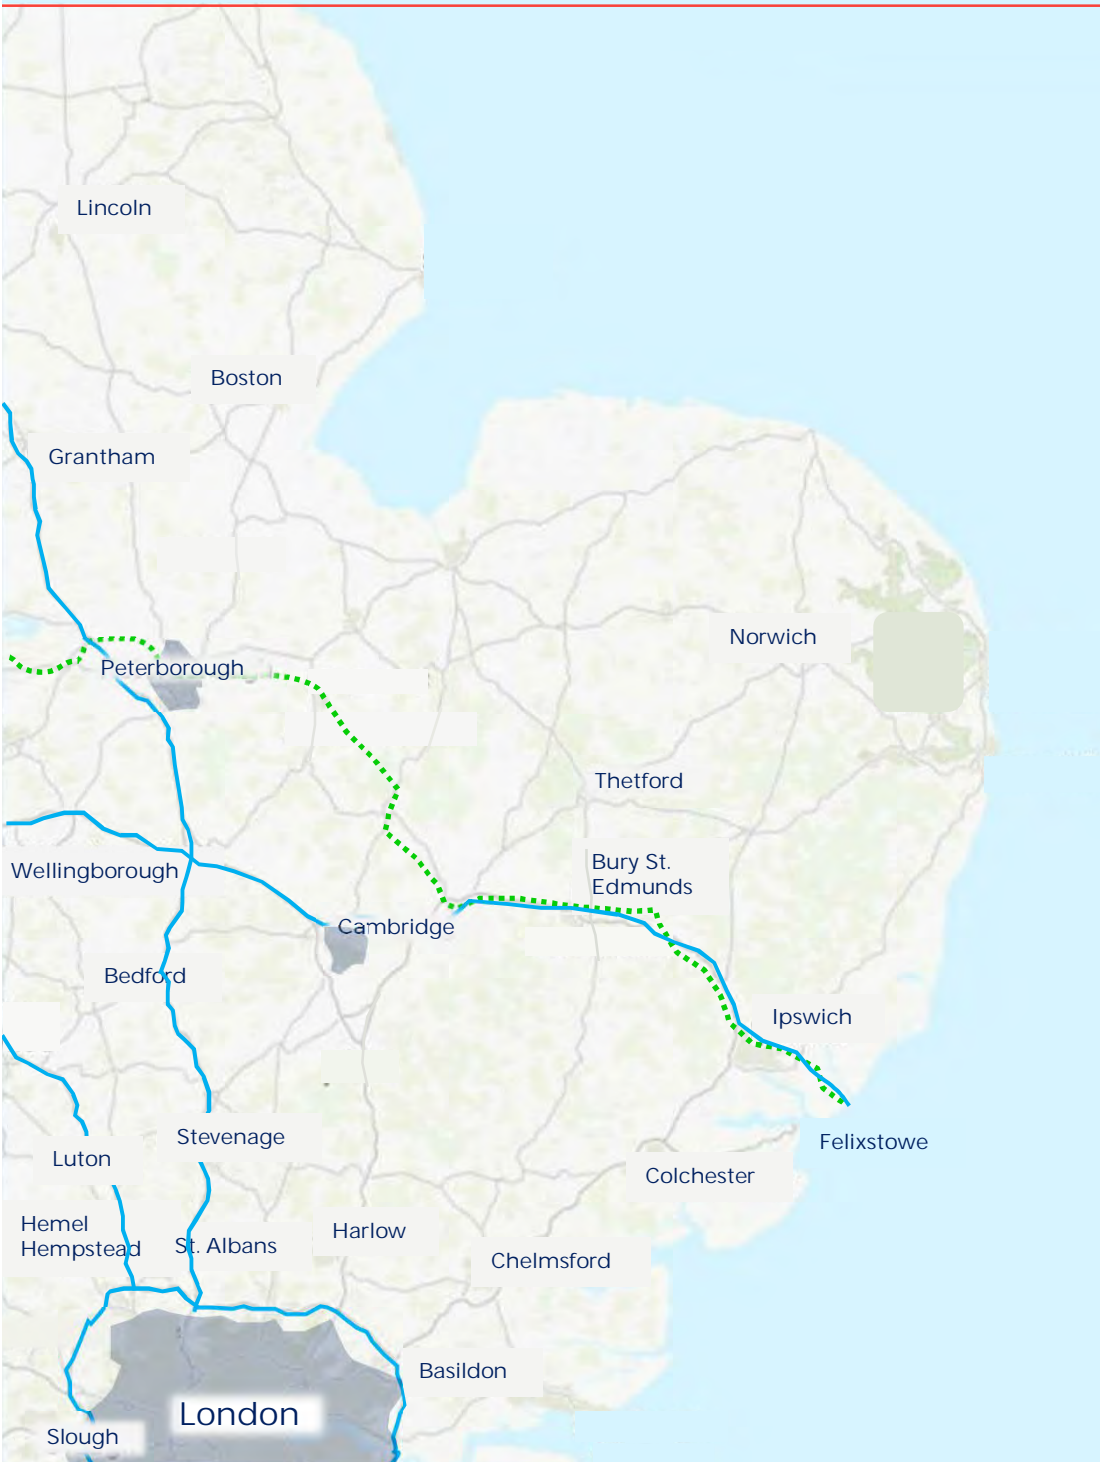 Lincoln
Boston
Grantham
Norwich
Peterborough
Thetford
Bury St.
Edmunds
Wellingborough
Cambridge
Bedford
Ipswich
Stevenage
Felixstowe
Luton
Colchester
Hemel
Hempstead
St. Albans
Harlow
Chelmsford
Basildon
London
Slough